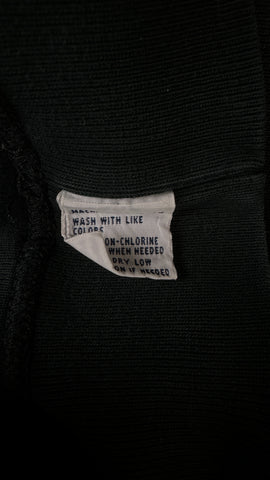 WASH WITH LIKE
COLORS
ON-CHLORINE
WHEN NEEDED
DRY LOW
ON IF NEEDED